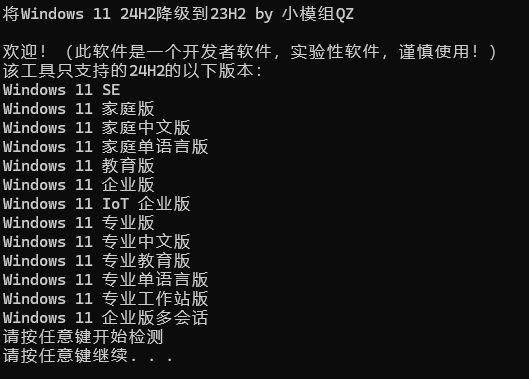 将Windows 11 24H2降级到23H2 by 小模组QZ
欢迎！（此软件是一个开发者软件，实验性软件，谨慎使用！）
该工具只支持的24H2的以下版本：
Windows 11 SE
Windows 11 家庭版
Windows 11 家庭中文版
Windows 11 家庭单语言版
Windows 11 教育版
Windows 11 企业版
Windows 11 IoT 企业版
Windows 11 专业版
Windows 11 专业中文版
Windows 11 专业教育版
Windows 11 专业单语言版
Windows 11 专业工作站版
Windows 11 企业版多会话
请按任意键开始检测
请按任意键继续. . .